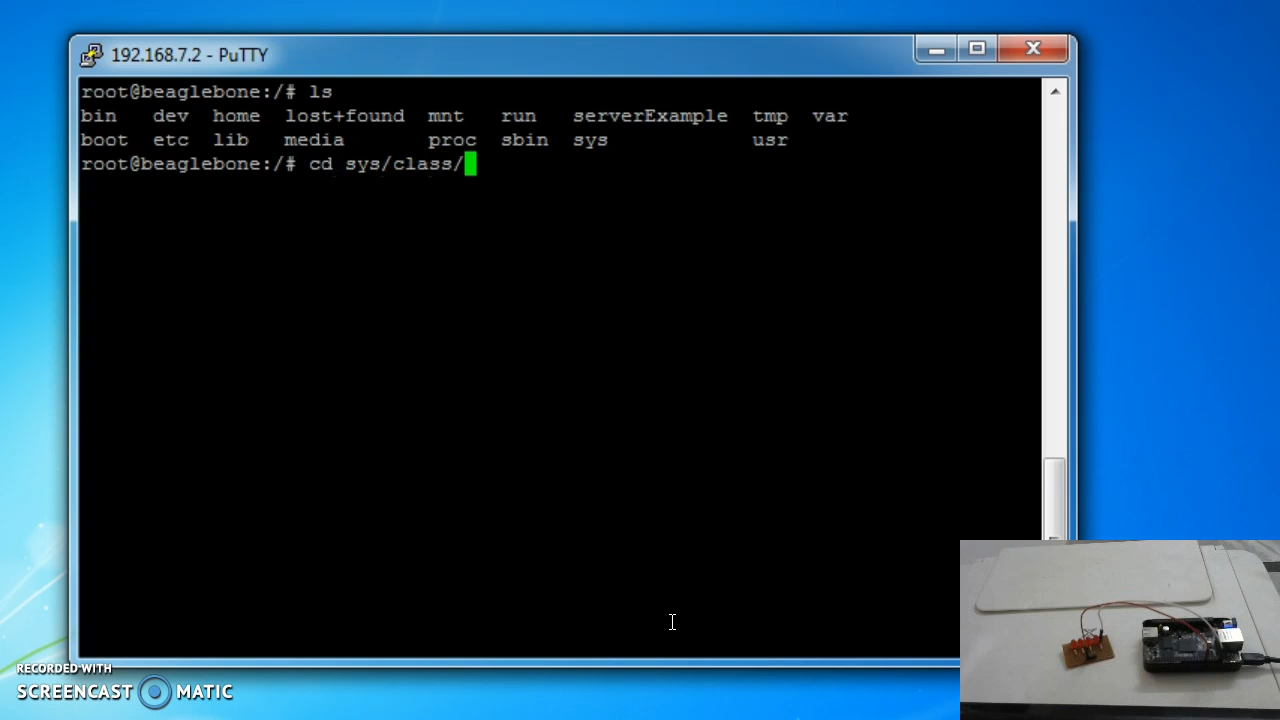 192.168.7.2 - PuTTY
root@beaglebone:/# ls
bin dev home lost+found mnt run serverExample tmp var
boot etc lib media proc sbin sys usr
root@beaglebone:/# cd sys/class/
RECORDED WITH
SCREENCAST MATIC